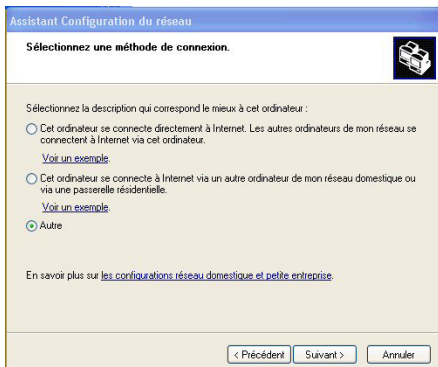 Assistant Configuration du réseau
Sélectionnez une méthode de connexion.
Sélectionnez la description qui correspond le mieux à cet ordinateur :
Cet ordinateur se connecte directement à Internet. Les autres ordinateurs de mon réseau se
connectent à Internet via cet ordinateur.
Voir un exemple.
Cet ordinateur se connecte à Internet via un autre ordinateur de mon réseau domestique ou
via une passerelle résidentielle.
Voir un exemple.
Autre
En savoir plus sur les configurations réseau domestique et petite entreprise.
< Précédent Suivant > Annuler